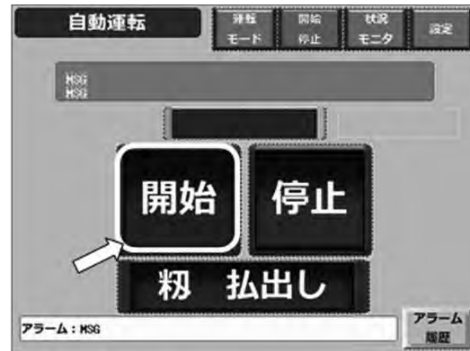 自動運転
運転
モード
開始
停止
状況
モニタ
設定
MSG
MSG
開始
停止
籾 払出し
アラーム:MSG
アラーム
履歴